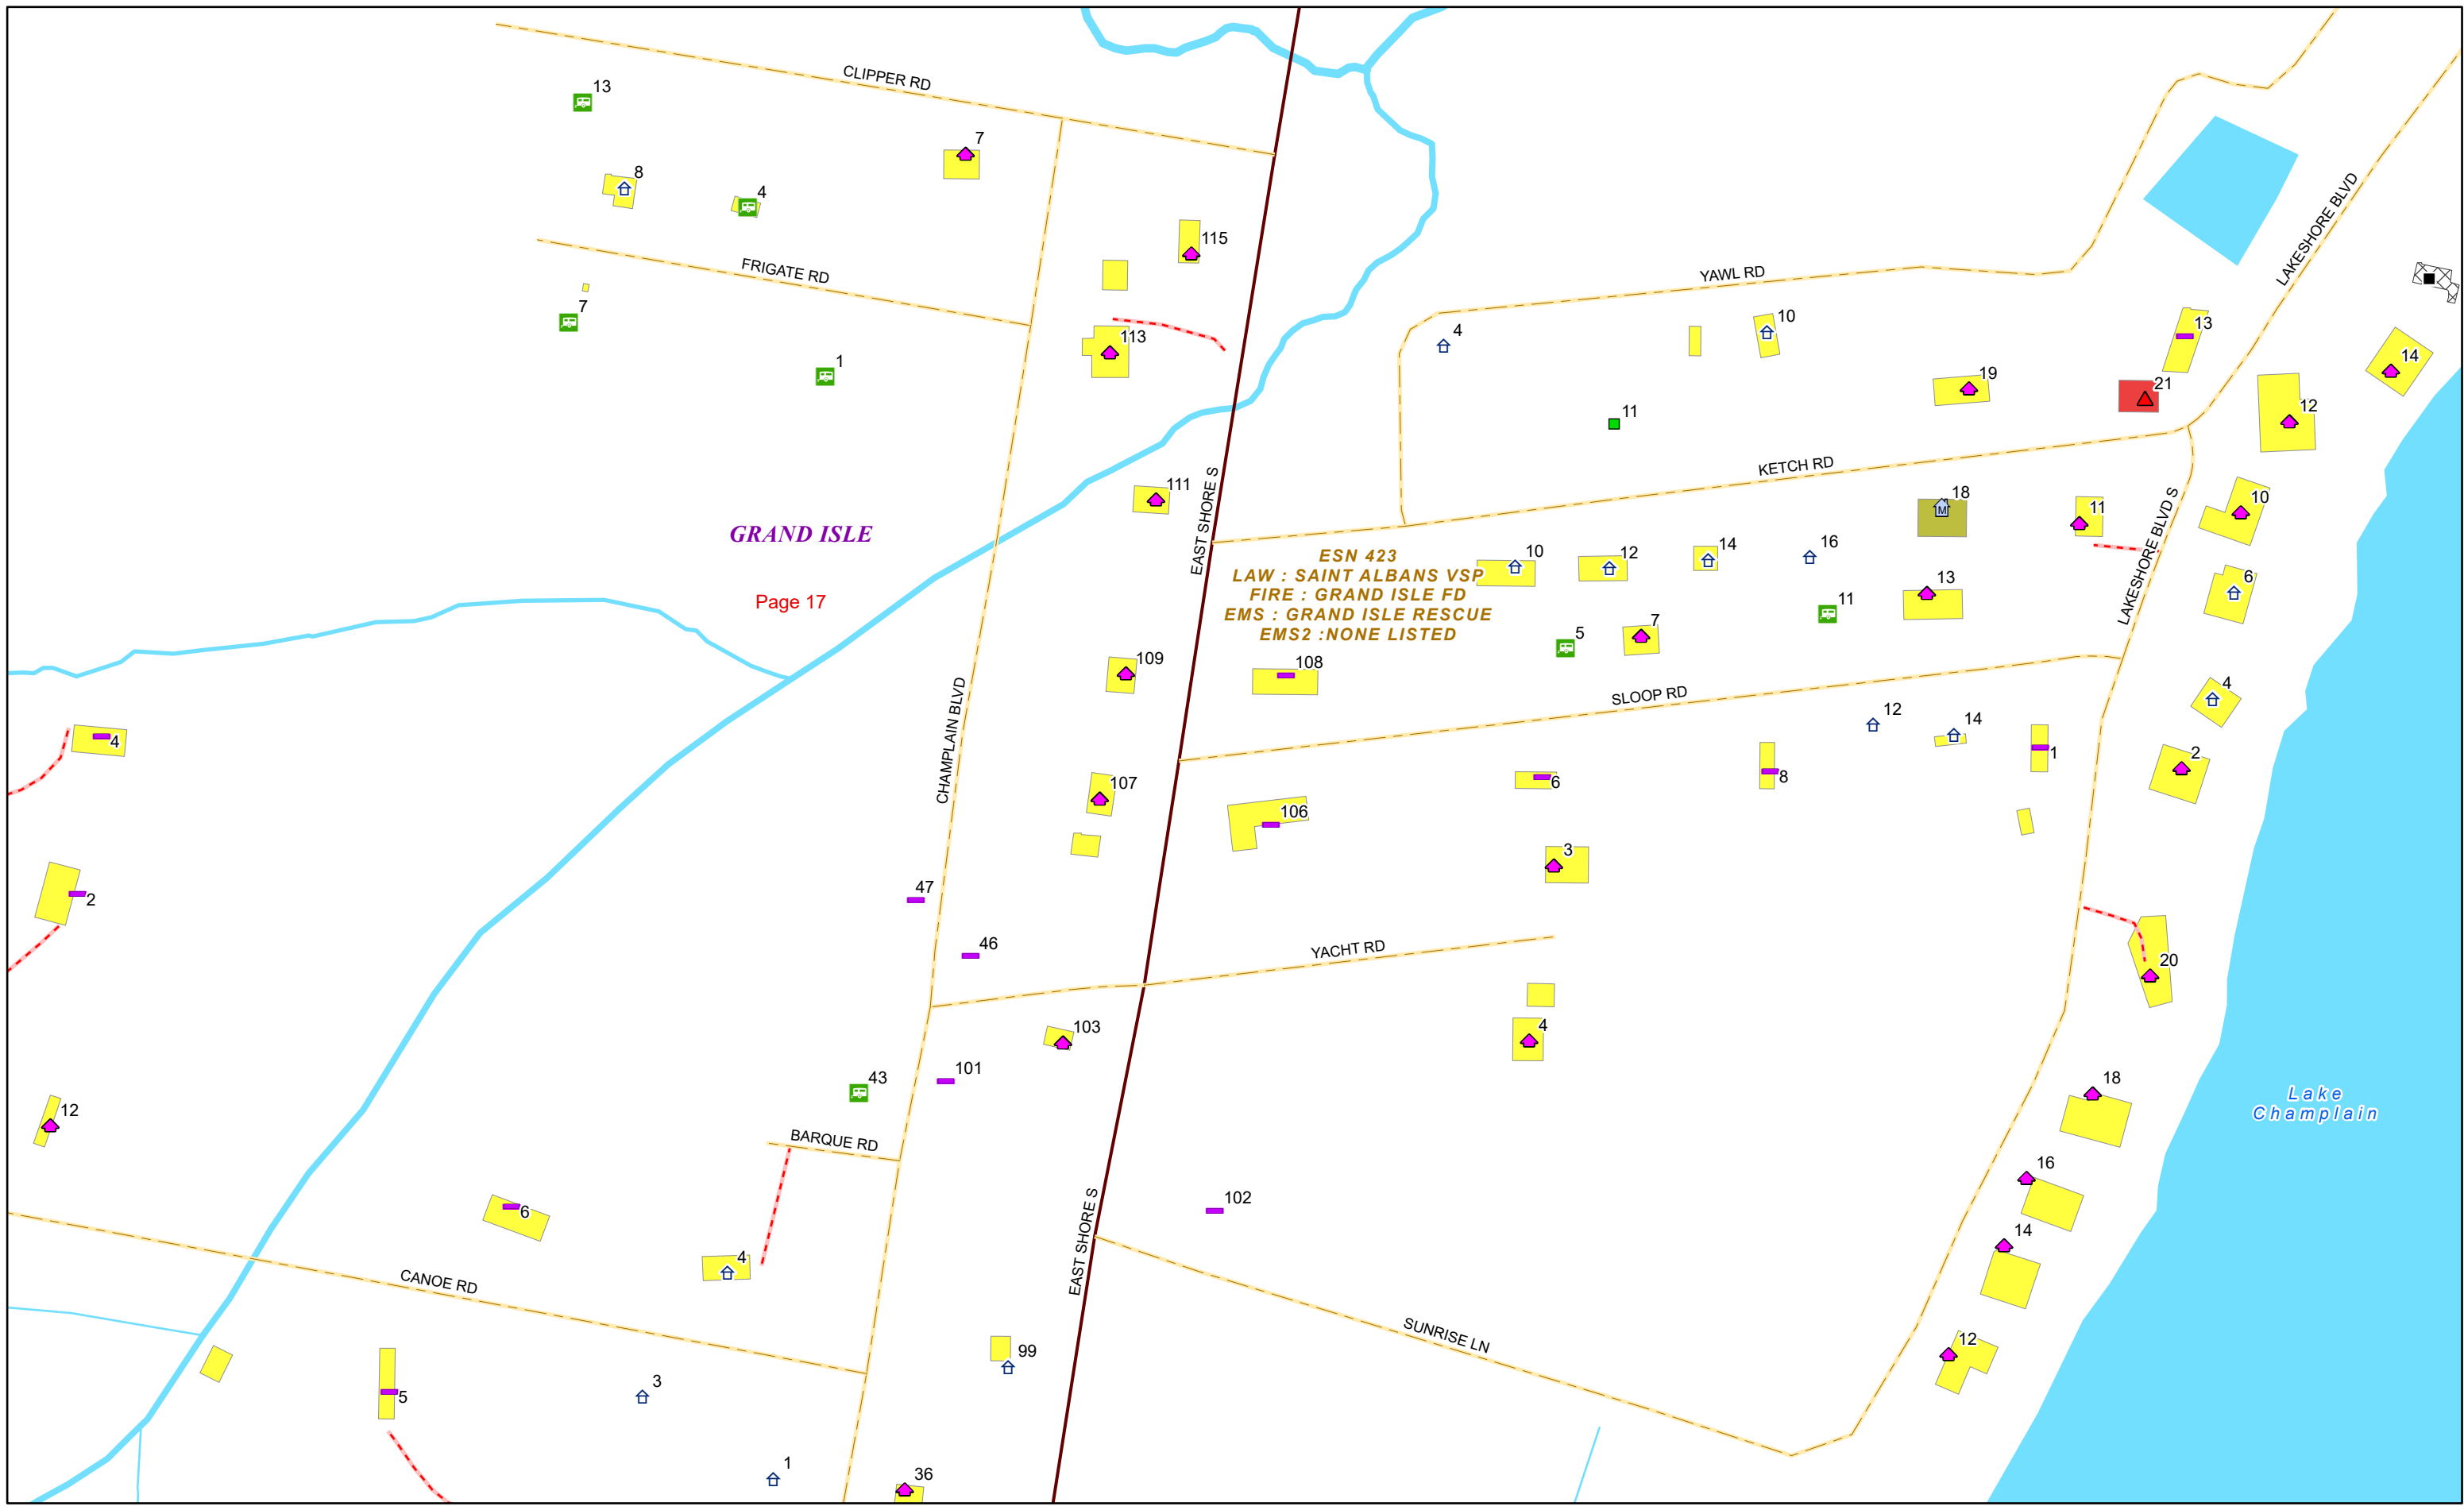 CLIPPER RD
13
7
8
4
115
LAKESHORE BLVD
FRIGATE RD
YAWL RD
7
113
4
10
13
14
1
19
21
12
11
KETCH RD
111
EAST SHORE S
18
11
10
LAKESHORE BLVD S
GRAND ISLE
ESN 423
LAW : SAINT ALBANS VSP
FIRE : GRAND ISLE FD
EMS : GRAND ISLE RESCUE
EMS2 :NONE LISTED
10
12
14
16
M
6
Page 17
13
11
7
5
109
108
SLOOP RD
4
CHAMPLAIN BLVD
12
14
4
1
2
107
106
6
8
3
2
47
46
YACHT RD
20
103
4
101
43
18
Lake
Champlain
12
BARQUE RD
16
6
102
EAST SHORE S
14
4
CANOE RD
SUNRISE LN
12
99
5
3
1
36